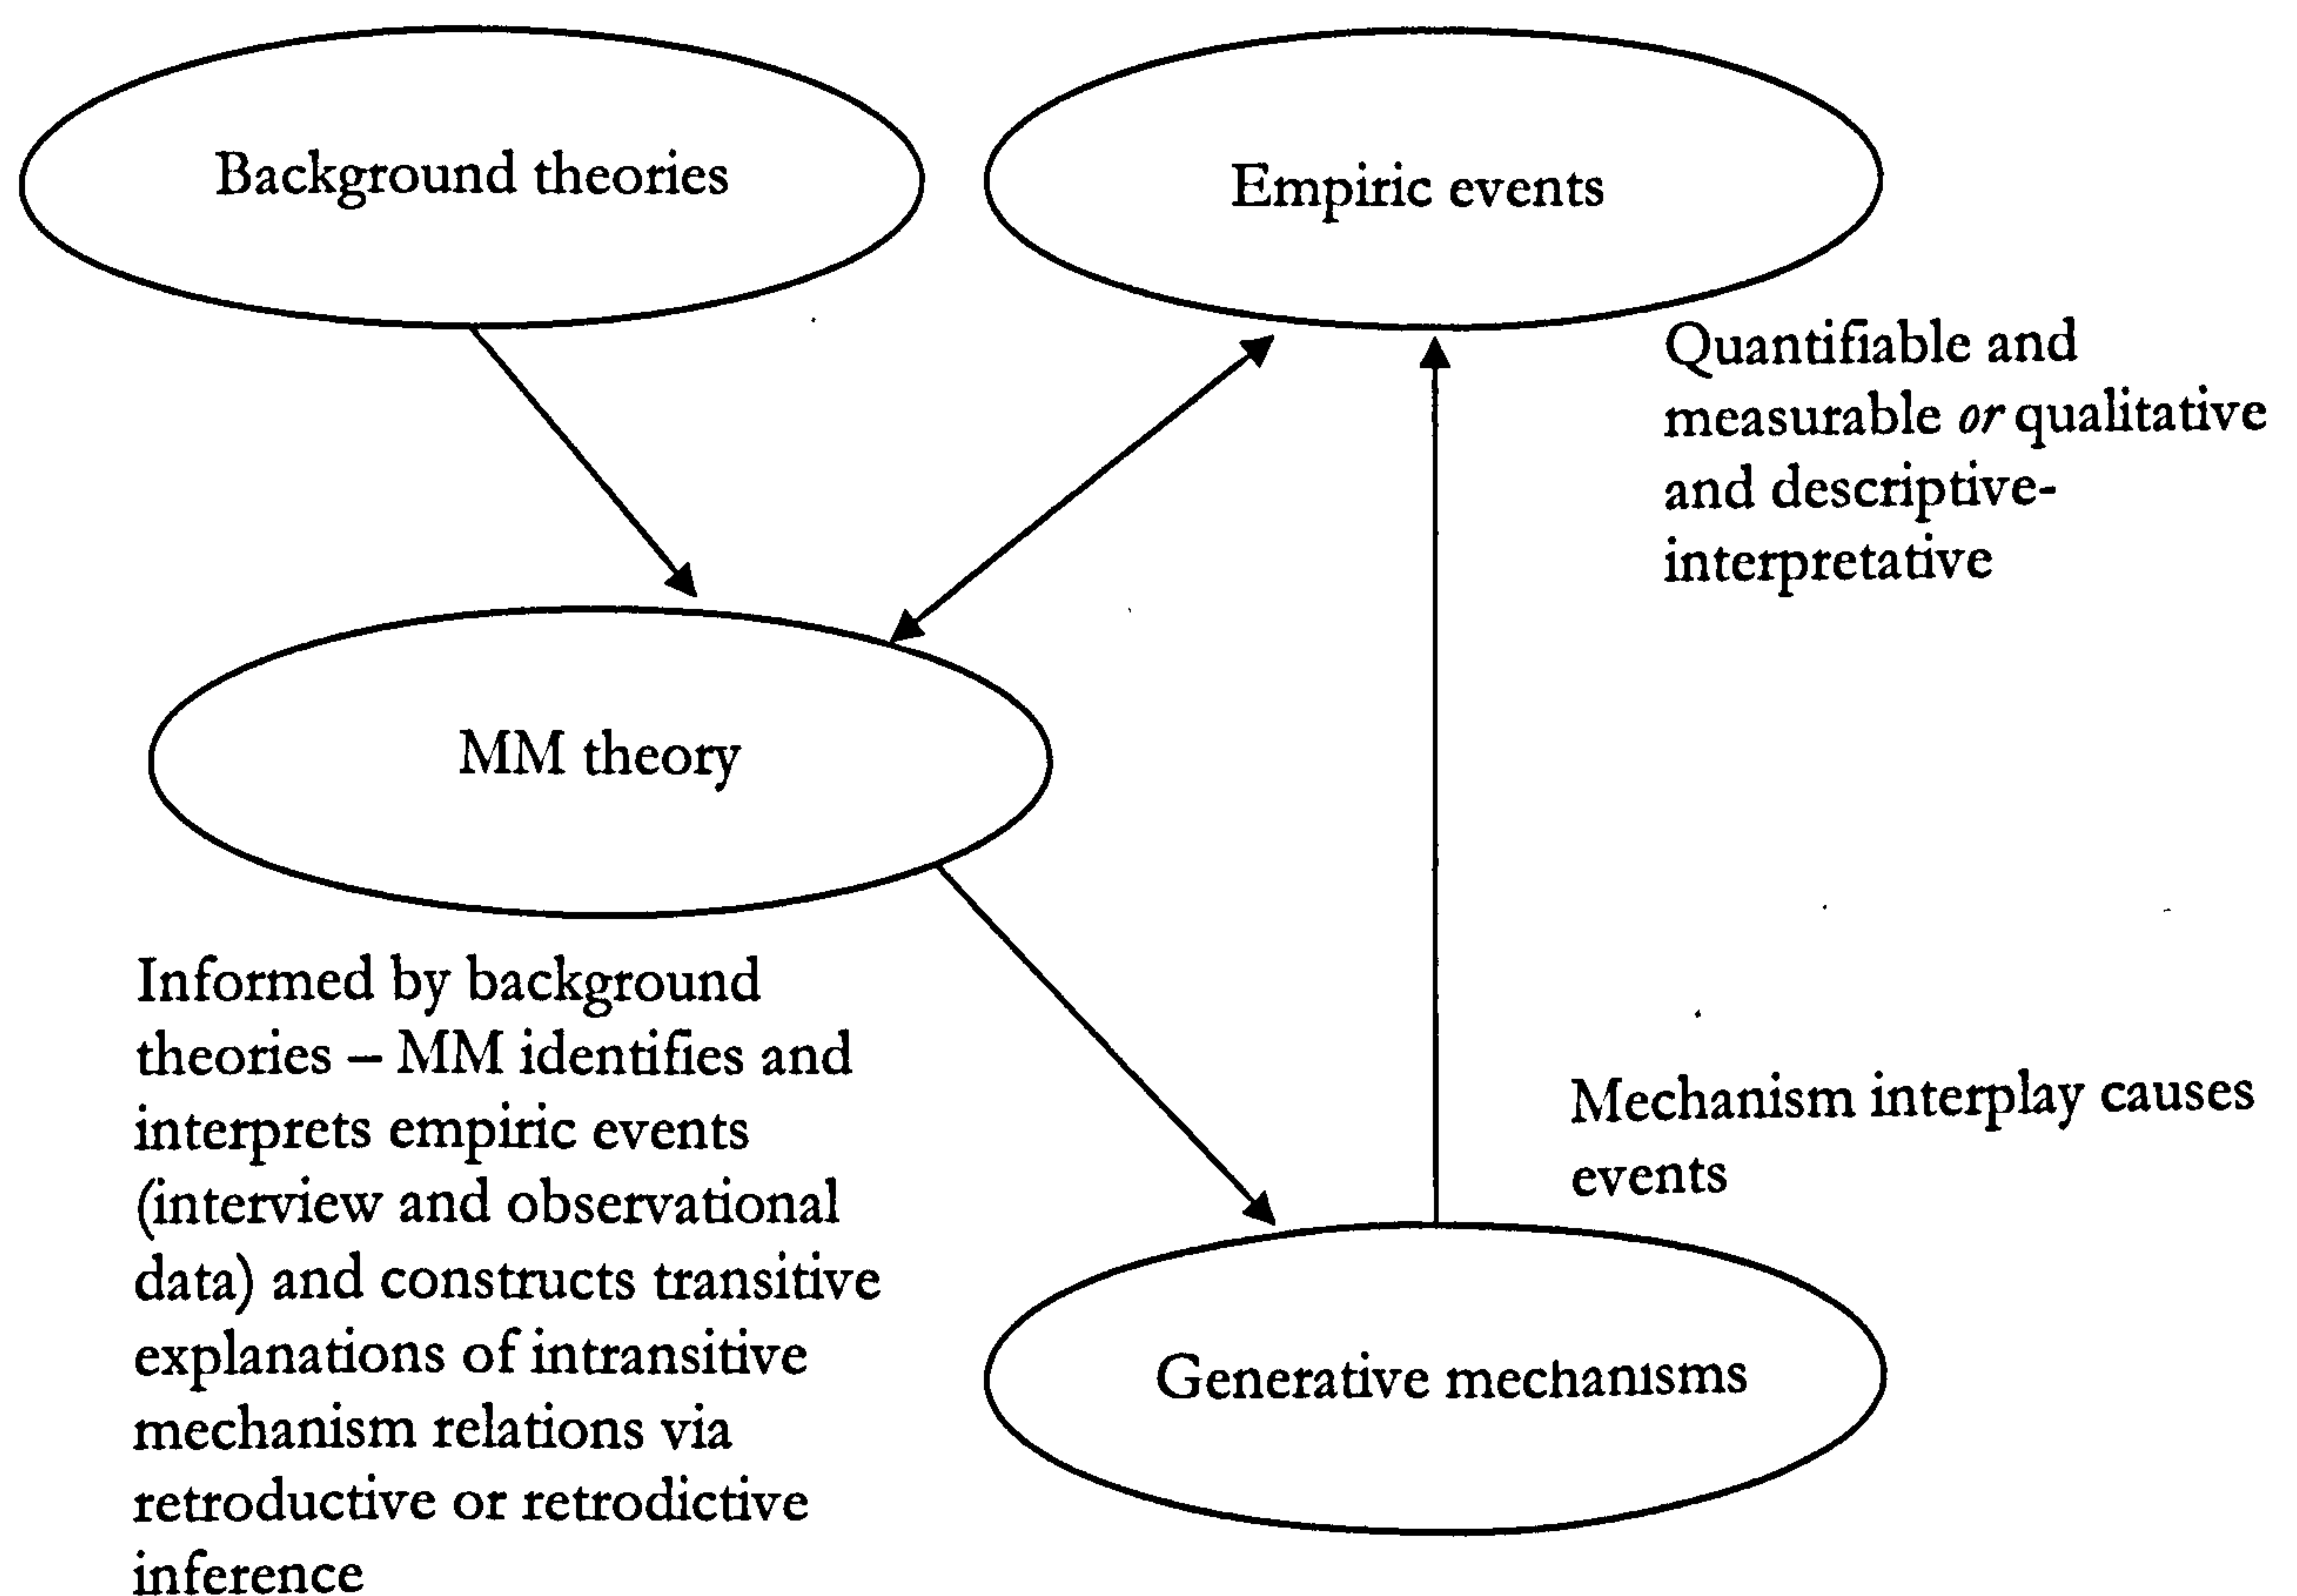 Background theories
Empiric events
Quantifiable and
measurable or qualitative
and descriptive-
interpretative
MM theory
Informed by background
theories – MM identifies and
interprets empiric events
(interview and observational
data) and constructs transitive
explanations of intransitive
mechanism relations via
retroductive or retrodictive
inference
Mechanism interplay causes
events
Generative mechanisms